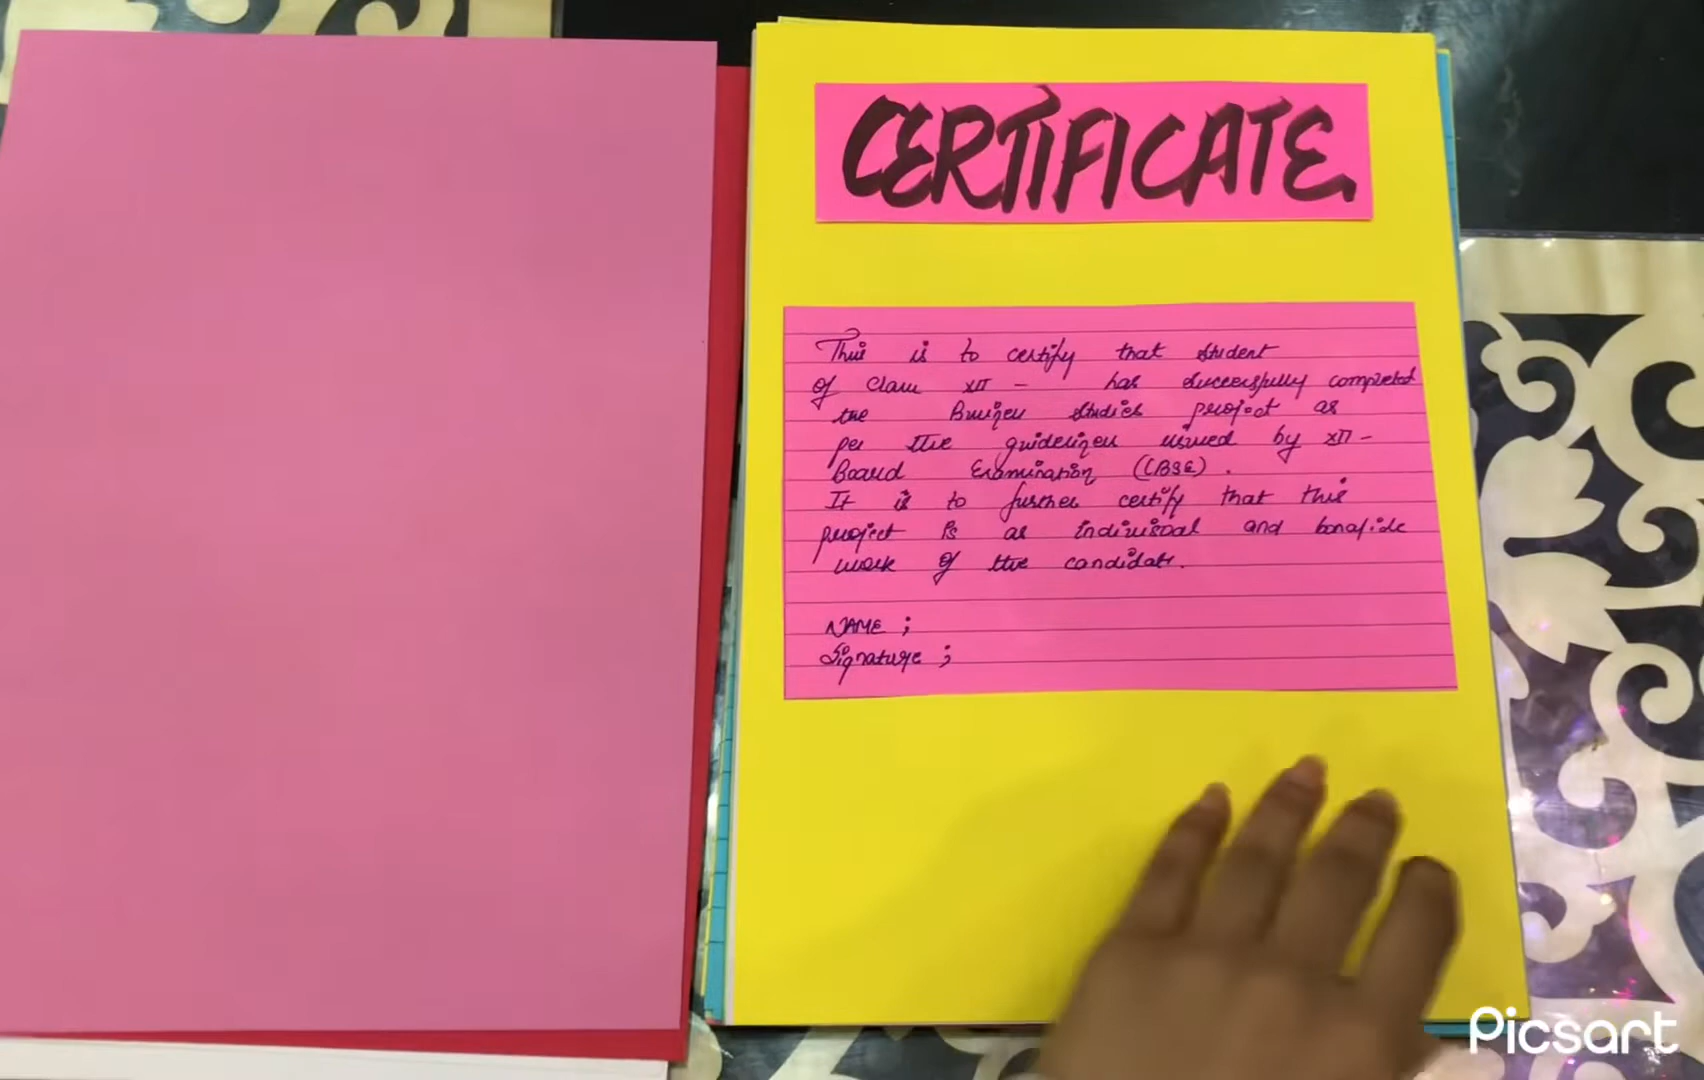 CERTIFICATE.
This is to certify that student
of class XII - has successfully completed
the Business studies project as
per the guidelines issued by XII -
Board Examination (CBSE).
It is to further certify that this
project is as individual and bonafide
work of the candidate.
NAME ;
Signature ;
Picsart